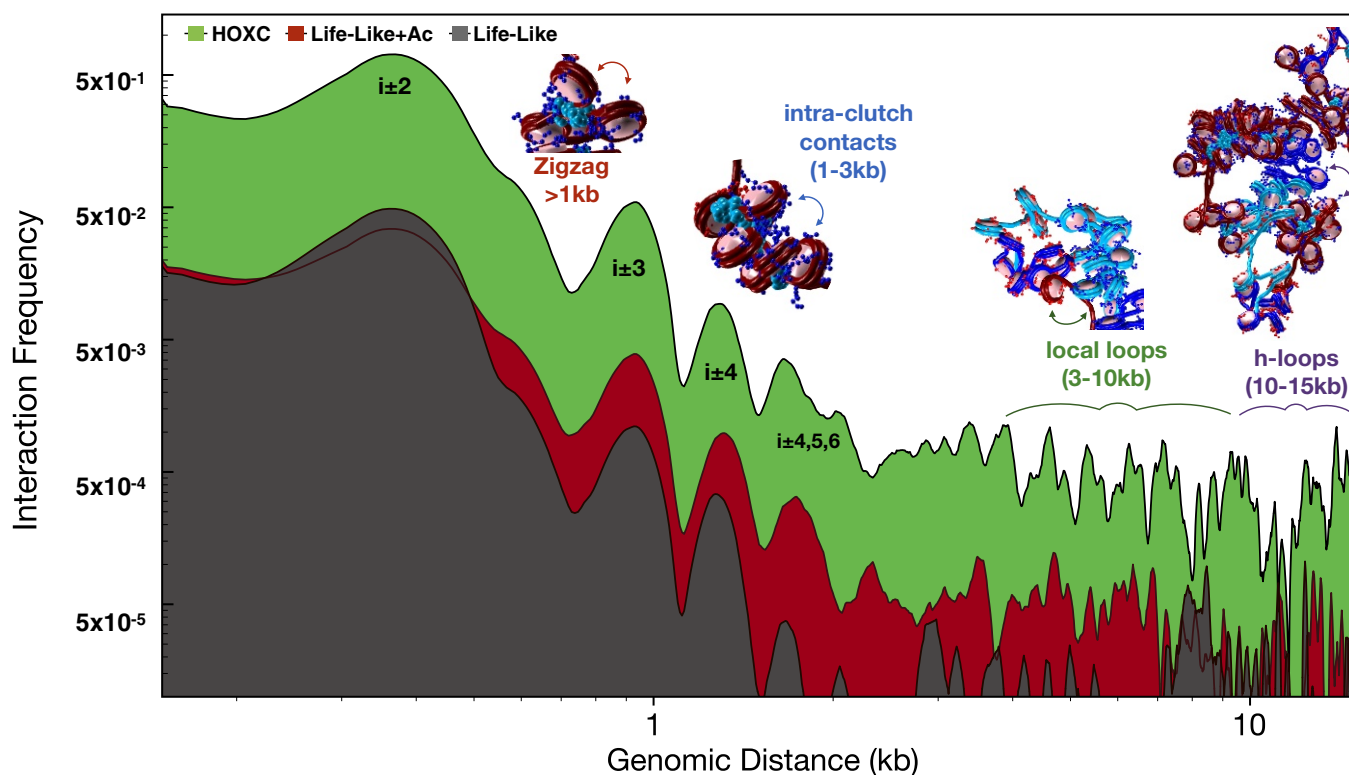 HOXC Life-Like+Ac Life-Like
Interaction Frequency
5x10⁻¹
5x10⁻²
5x10⁻³
5x10⁻⁴
5x10⁻⁵
i±2
Zigzag
>1kb
i±3
intra-clutch
contacts
(1-3kb)
i±4
i±4,5,6
local loops
(3-10kb)
h-loops
(10-15kb)
1
10
Genomic Distance (kb)